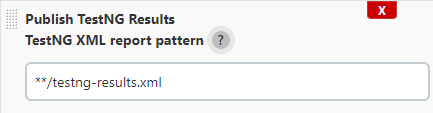 Publish TestNG Results
X
TestNG XML report pattern ?
**/testng-results.xml